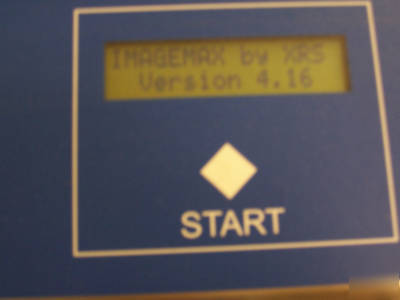 IMAGEMAX by XRS
Version 4.16
START